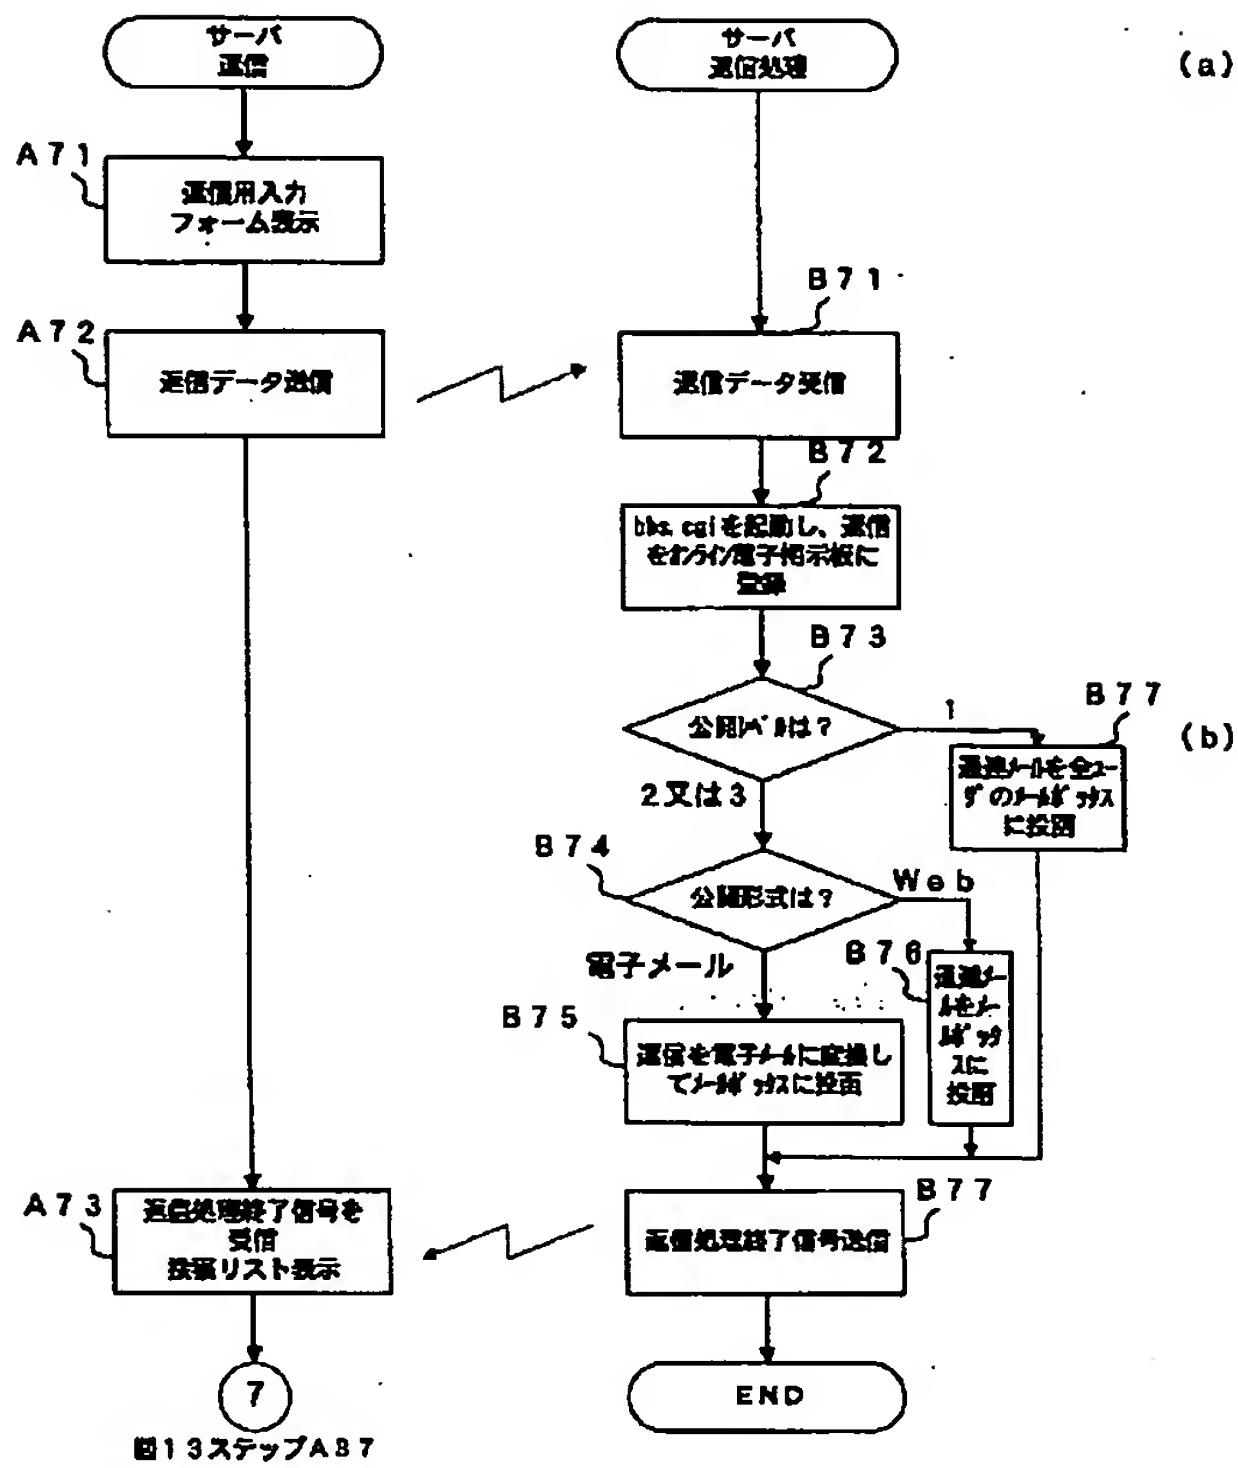 サーバ
返信
A71
返信用入力
フォーム表示
A72
返信データ送信
A73
返信処理終了信号を
受信
投稿リスト表示
7
図13ステップA37
サーバ
返信処理
(a)
B71
返信データ受信
B72
bbs.cgiを起動し、返信
をオンライン電子掲示板に
登録
B73
公開レベルは?
1
2又は3
B77
(b)
通達メールを全ユー
ザのメールボックス
に投函
B74
公開形式は?
Web
電子メール
B76
通達メー
ルをメー
ルボック
スに
投函
B75
返信を電子メールに変換し
てメールボックスに投函
B77
返信処理終了信号送信
END